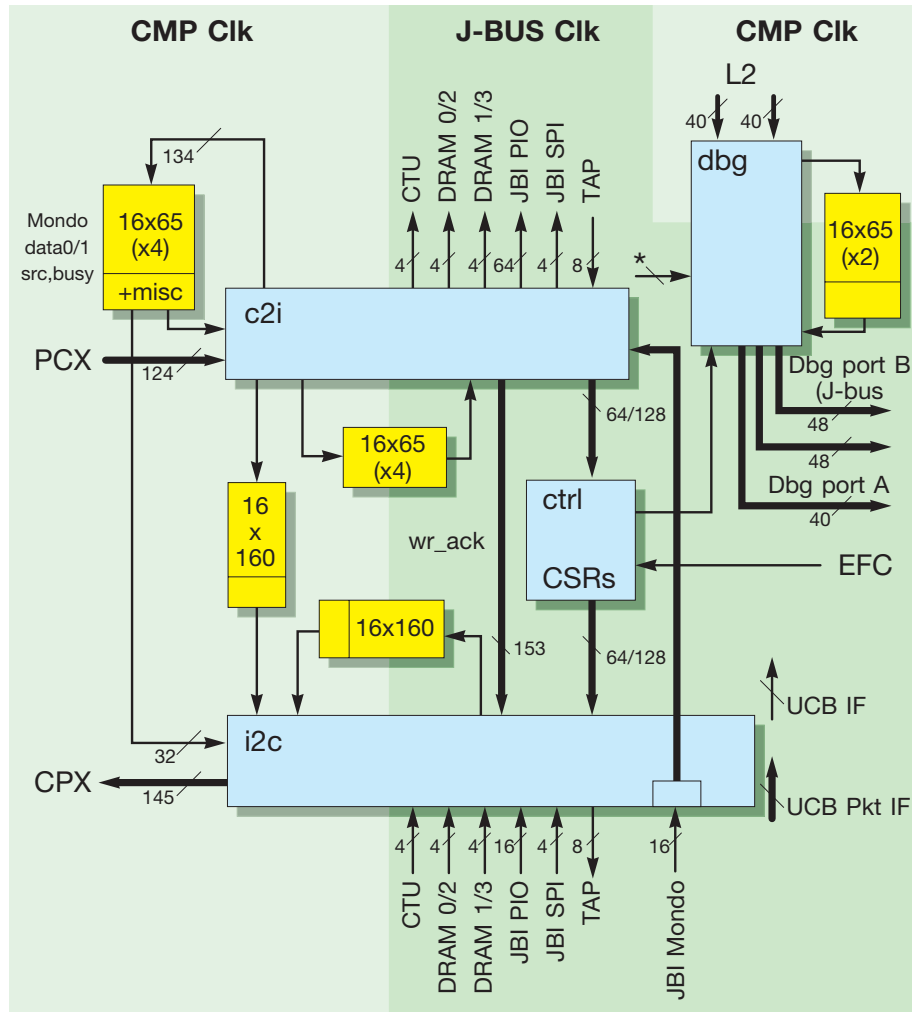 CMP Clk
J-BUS Clk
CMP Clk
L2
40
40
134
CTU
DRAM 0/2
DRAM 1/3
JBI PIO
JBI SPI
TAP
dbg
Mondo
data0/1
src,busy
16x65
(x4)
+misc
16x65
(x2)
4
4
4
64
4
8
*
c2i
PCX
124
Dbg port B
(J-bus
48
48
Dbg port A
40
64/128
16x65
(x4)
16
x
160
wr_ack
ctrl
CSRs
EFC
16x160
153
64/128
UCB IF
i2c
32
CPX
145
UCB Pkt IF
4
4
4
16
4
8
16
CTU
DRAM 0/2
DRAM 1/3
JBI PIO
JBI SPI
TAP
JBI Mondo